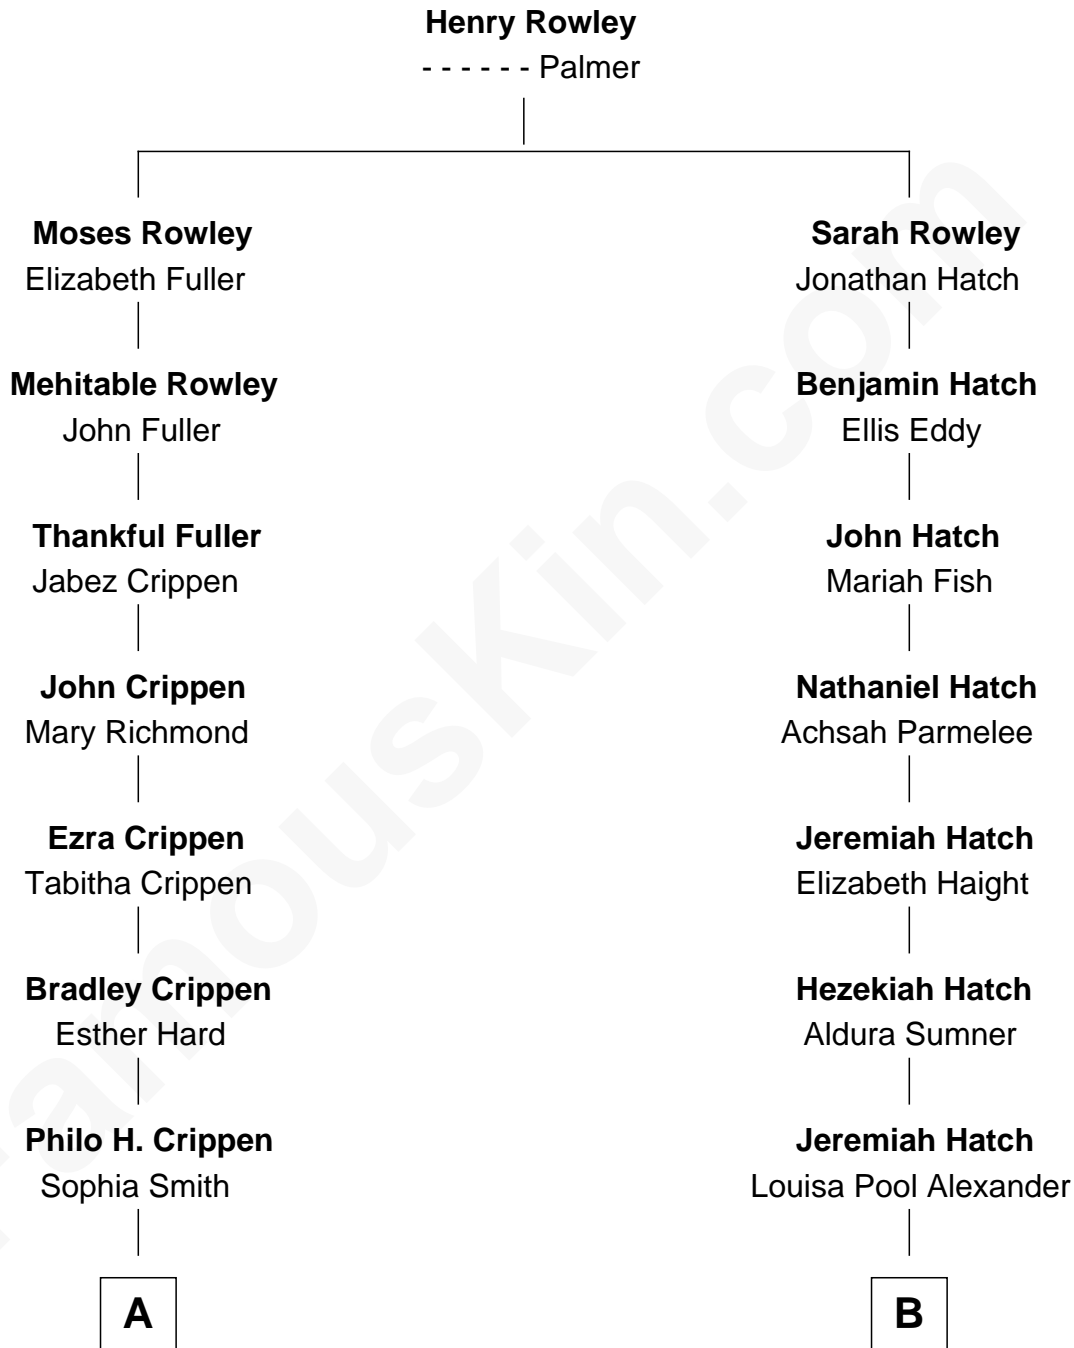 Henry Rowley
- - - - - - Palmer
Moses Rowley
Elizabeth Fuller
Sarah Rowley
Jonathan Hatch
Mehitable Rowley
John Fuller
Benjamin Hatch
Ellis Eddy
Thankful Fuller
Jabez Crippen
John Hatch
Mariah Fish
John Crippen
Mary Richmond
Nathaniel Hatch
Achsah Parmelee
Ezra Crippen
Tabitha Crippen
Jeremiah Hatch
Elizabeth Haight
Bradley Crippen
Esther Hard
Hezekiah Hatch
Aldura Sumner
Philo H. Crippen
Sophia Smith
Jeremiah Hatch
Louisa Pool Alexander
A
B
FamousKin.com